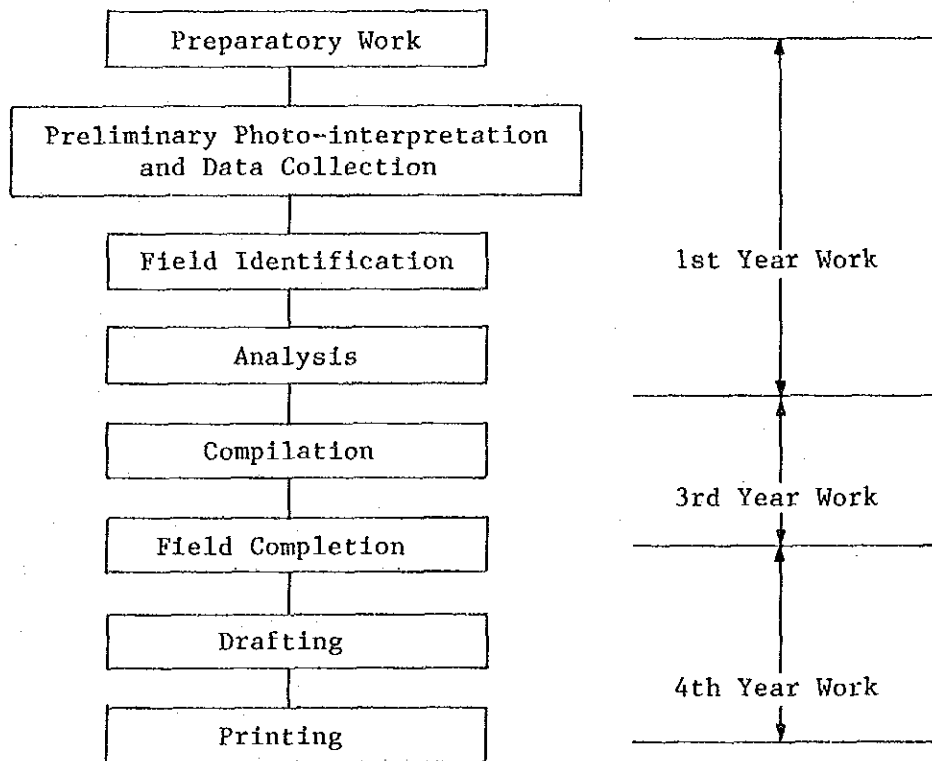 Preparatory Work
Preliminary Photo-interpretation
and Data Collection
Field Identification
1st Year Work
Analysis
Compilation
3rd Year Work
Field Completion
Drafting
4th Year Work
Printing